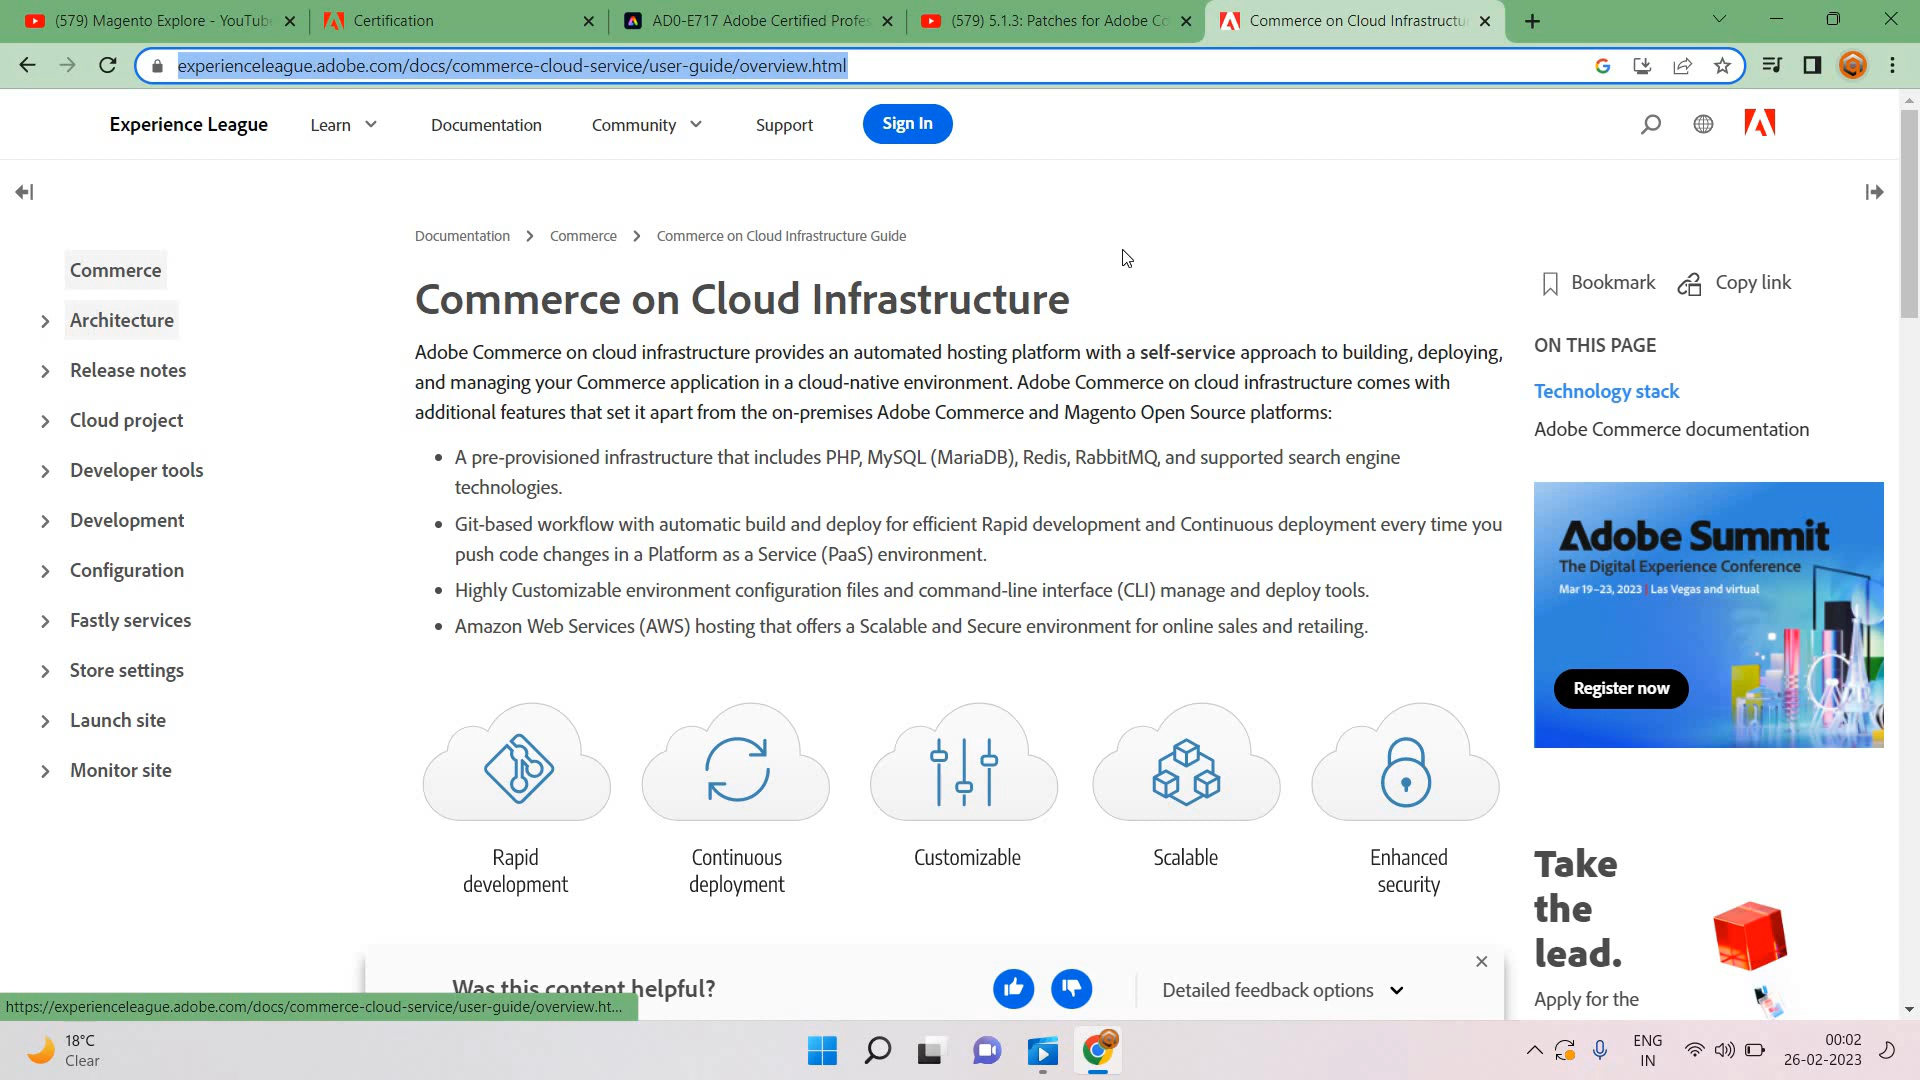 (579) Magento Explore - YouTube
Certification
AD0-E717 Adobe Certified Profes
(579) 5.1.3: Patches for Adobe Co
Commerce on Cloud Infrastructu
experienceleague.adobe.com/docs/commerce-cloud-service/user-guide/overview.html
Experience League
Learn
Documentation
Community
Support
Sign In
Documentation > Commerce > Commerce on Cloud Infrastructure Guide
Commerce
Architecture
Release notes
Cloud project
Developer tools
Development
Configuration
Fastly services
Store settings
Launch site
Monitor site
Commerce on Cloud Infrastructure
Adobe Commerce on cloud infrastructure provides an automated hosting platform with a self-service approach to building, deploying,
and managing your Commerce application in a cloud-native environment. Adobe Commerce on cloud infrastructure comes with
additional features that set it apart from the on-premises Adobe Commerce and Magento Open Source platforms:
• A pre-provisioned infrastructure that includes PHP, MySQL (MariaDB), Redis, RabbitMQ, and supported search engine
technologies.
• Git-based workflow with automatic build and deploy for efficient Rapid development and Continuous deployment every time you
push code changes in a Platform as a Service (PaaS) environment.
• Highly Customizable environment configuration files and command-line interface (CLI) manage and deploy tools.
• Amazon Web Services (AWS) hosting that offers a Scalable and Secure environment for online sales and retailing.
Rapid
development
Continuous
deployment
Customizable
Scalable
Enhanced
security
Bookmark
Copy link
ON THIS PAGE
Technology stack
Adobe Commerce documentation
Adobe Summit
The Digital Experience Conference
Mar 19–23, 2023 | Las Vegas and virtual
Register now
Take
the
lead.
Apply for the
Was this content helpful?
Detailed feedback options
https://experienceleague.adobe.com/docs/commerce-cloud-service/user-guide/overview.ht...
18°C
Clear
ENG
IN
00:02
26-02-2023